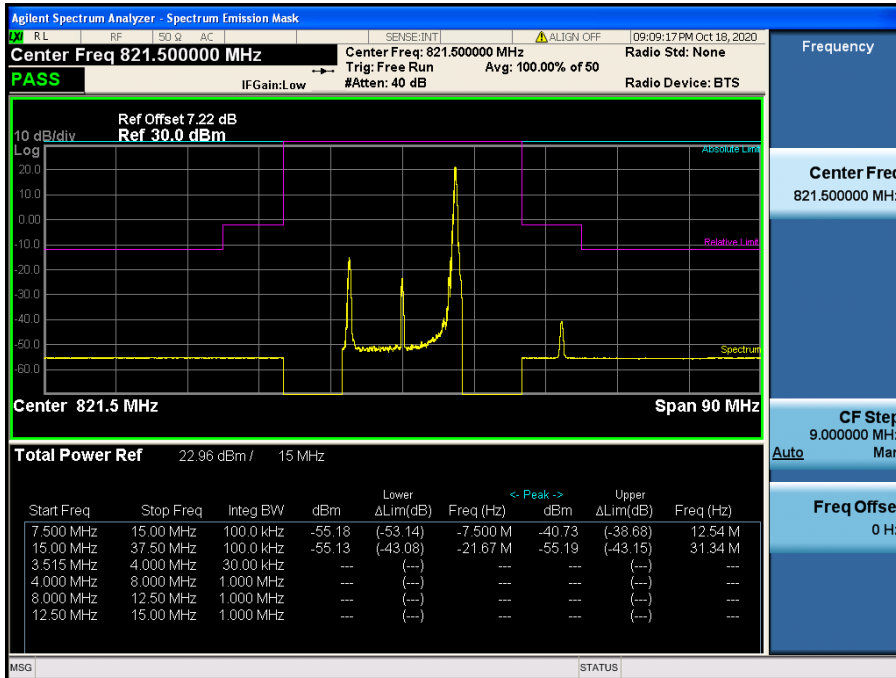 Agilent Spectrum Analyzer - Spectrum Emission Mask
LXI RL RF 50 Ω AC SENSE:INT ALIGN OFF 09:09:17 PM Oct 18, 2020
Center Freq 821.500000 MHz
Center Freq: 821.500000 MHz Radio Std: None
Trig: Free Run Avg: 100.00% of 50
PASS IFGain:Low #Atten: 40 dB Radio Device: BTS
Frequency
Ref Offset 7.22 dB
10 dB/div Ref 30.0 dBm
Log
Absolute Limit
20.0
10.0
0.00
-10.0
Relative Limit
-20.0
-30.0
-40.0
-50.0
Spectrum
-60.0
Center 821.5 MHz Span 90 MHz
Center Freq
821.500000 MHz
CF Step
9.000000 MHz
Auto Man
Freq Offset
0 Hz
Total Power Ref 22.96 dBm / 15 MHz
Lower <- Peak -> Upper
Start Freq Stop Freq Integ BW dBm ΔLim(dB) Freq (Hz) dBm ΔLim(dB) Freq (Hz)
7.500 MHz 15.00 MHz 100.0 kHz -55.18 (-53.14) -7.500 M -40.73 (-38.68) 12.54 M
15.00 MHz 37.50 MHz 100.0 kHz -55.13 (-43.08) -21.67 M -55.19 (-43.15) 31.34 M
3.515 MHz 4.000 MHz 30.00 kHz --- (---) --- --- (---) ---
4.000 MHz 8.000 MHz 1.000 MHz --- (---) --- --- (---) ---
8.000 MHz 12.50 MHz 1.000 MHz --- (---) --- --- (---) ---
12.50 MHz 15.00 MHz 1.000 MHz --- (---) --- --- (---) ---
MSG STATUS